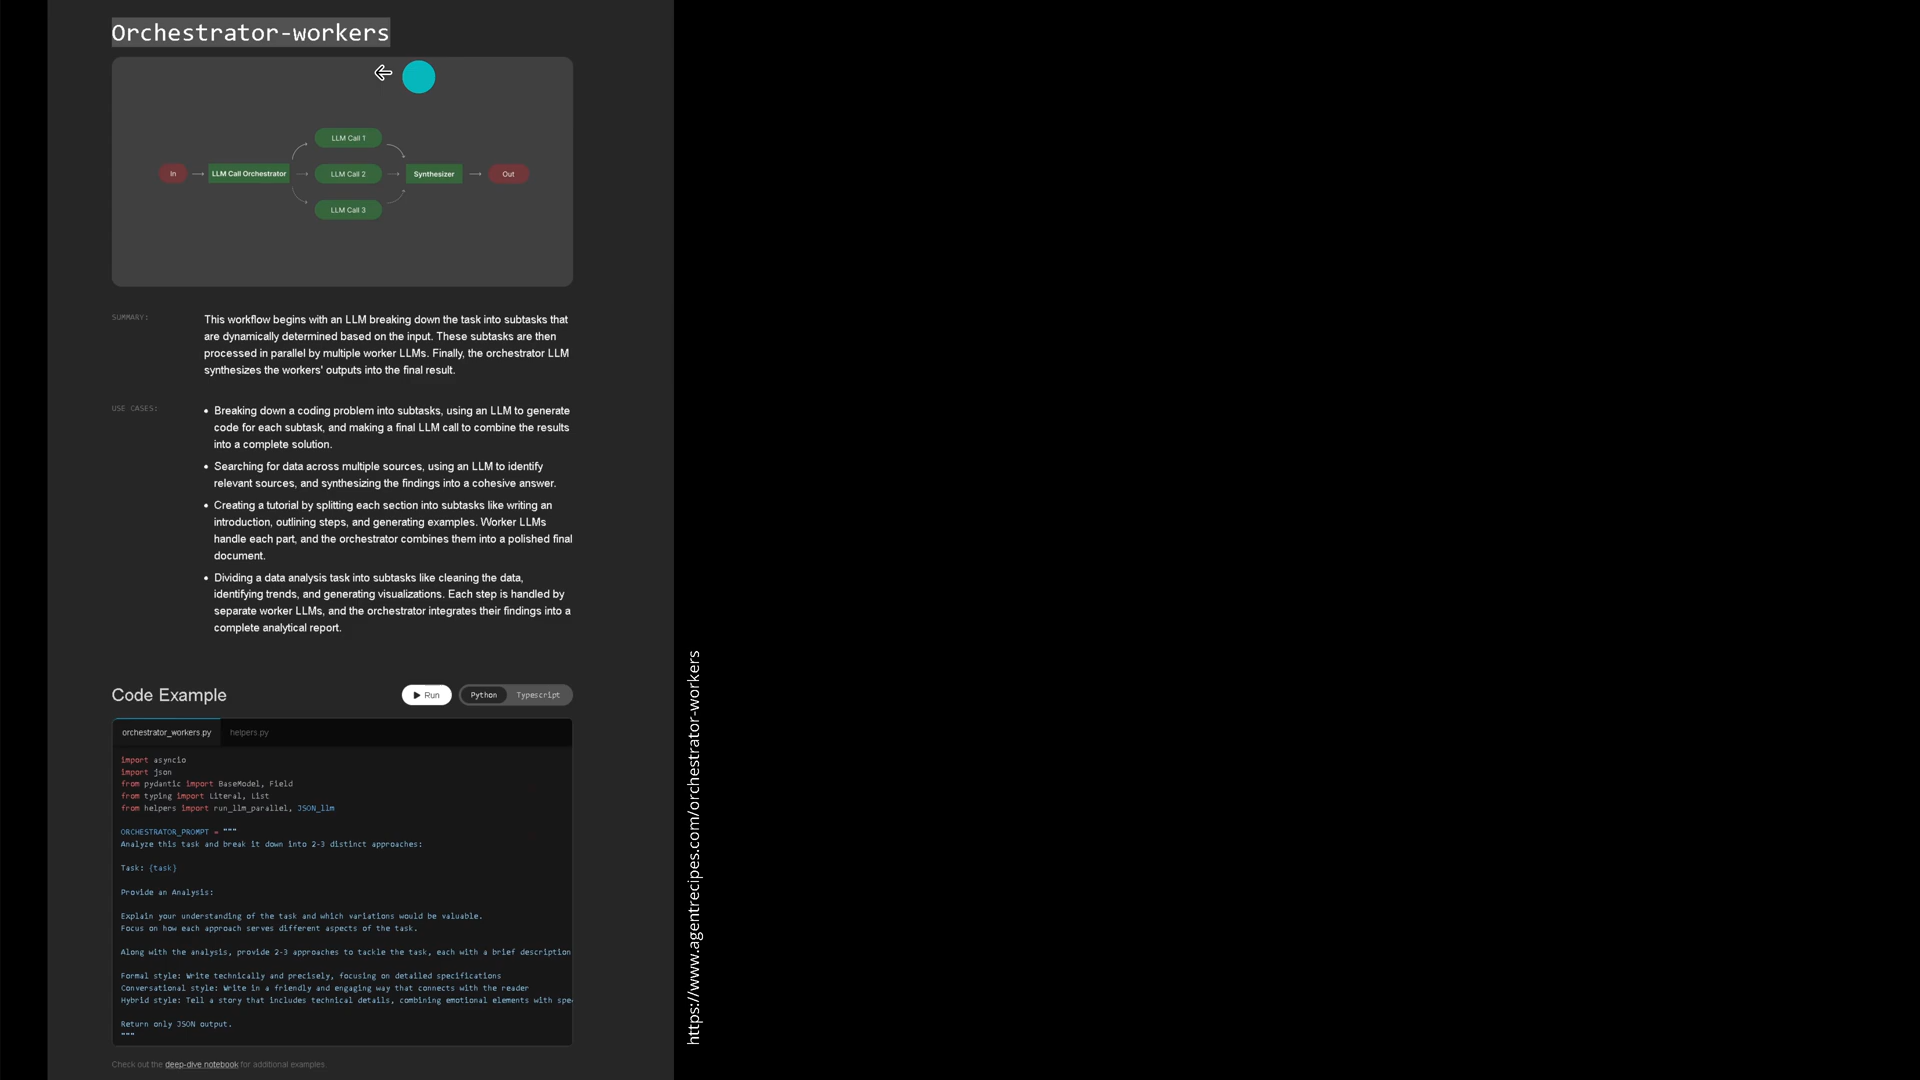 Orchestrator-workers
LLM Call 1
In
LLM Call Orchestrator
LLM Call 2
Synthesizer
Out
LLM Call 3
SUMMARY:
This workflow begins with an LLM breaking down the task into subtasks that
are dynamically determined based on the input. These subtasks are then
processed in parallel by multiple worker LLMs. Finally, the orchestrator LLM
synthesizes the workers' outputs into the final result.
USE CASES:
• Breaking down a coding problem into subtasks, using an LLM to generate
code for each subtask, and making a final LLM call to combine the results
into a complete solution.
• Searching for data across multiple sources, using an LLM to identify
relevant sources, and synthesizing the findings into a cohesive answer.
• Creating a tutorial by splitting each section into subtasks like writing an
introduction, outlining steps, and generating examples. Worker LLMs
handle each part, and the orchestrator combines them into a polished final
document.
• Dividing a data analysis task into subtasks like cleaning the data,
identifying trends, and generating visualizations. Each step is handled by
separate worker LLMs, and the orchestrator integrates their findings into a
complete analytical report.
Code Example
Run
Python
Typescript
orchestrator_workers.py
helpers.py
import asyncio
import json
from pydantic import BaseModel, Field
from typing import Literal, List
from helpers import run_llm_parallel, JSON_llm
ORCHESTRATOR_PROMPT = """
Analyze this task and break it down into 2-3 distinct approaches:
Task: {task}
Provide an Analysis:
Explain your understanding of the task and which variations would be valuable.
Focus on how each approach serves different aspects of the task.
Along with the analysis, provide 2-3 approaches to tackle the task, each with a brief description
Formal style: Write technically and precisely, focusing on detailed specifications
Conversational style: Write in a friendly and engaging way that connects with the reader
Hybrid style: Tell a story that includes technical details, combining emotional elements with spe
Return only JSON output.
"""
Check out the deep-dive notebook for additional examples.
https://www.agentrecipes.com/orchestrator-workers